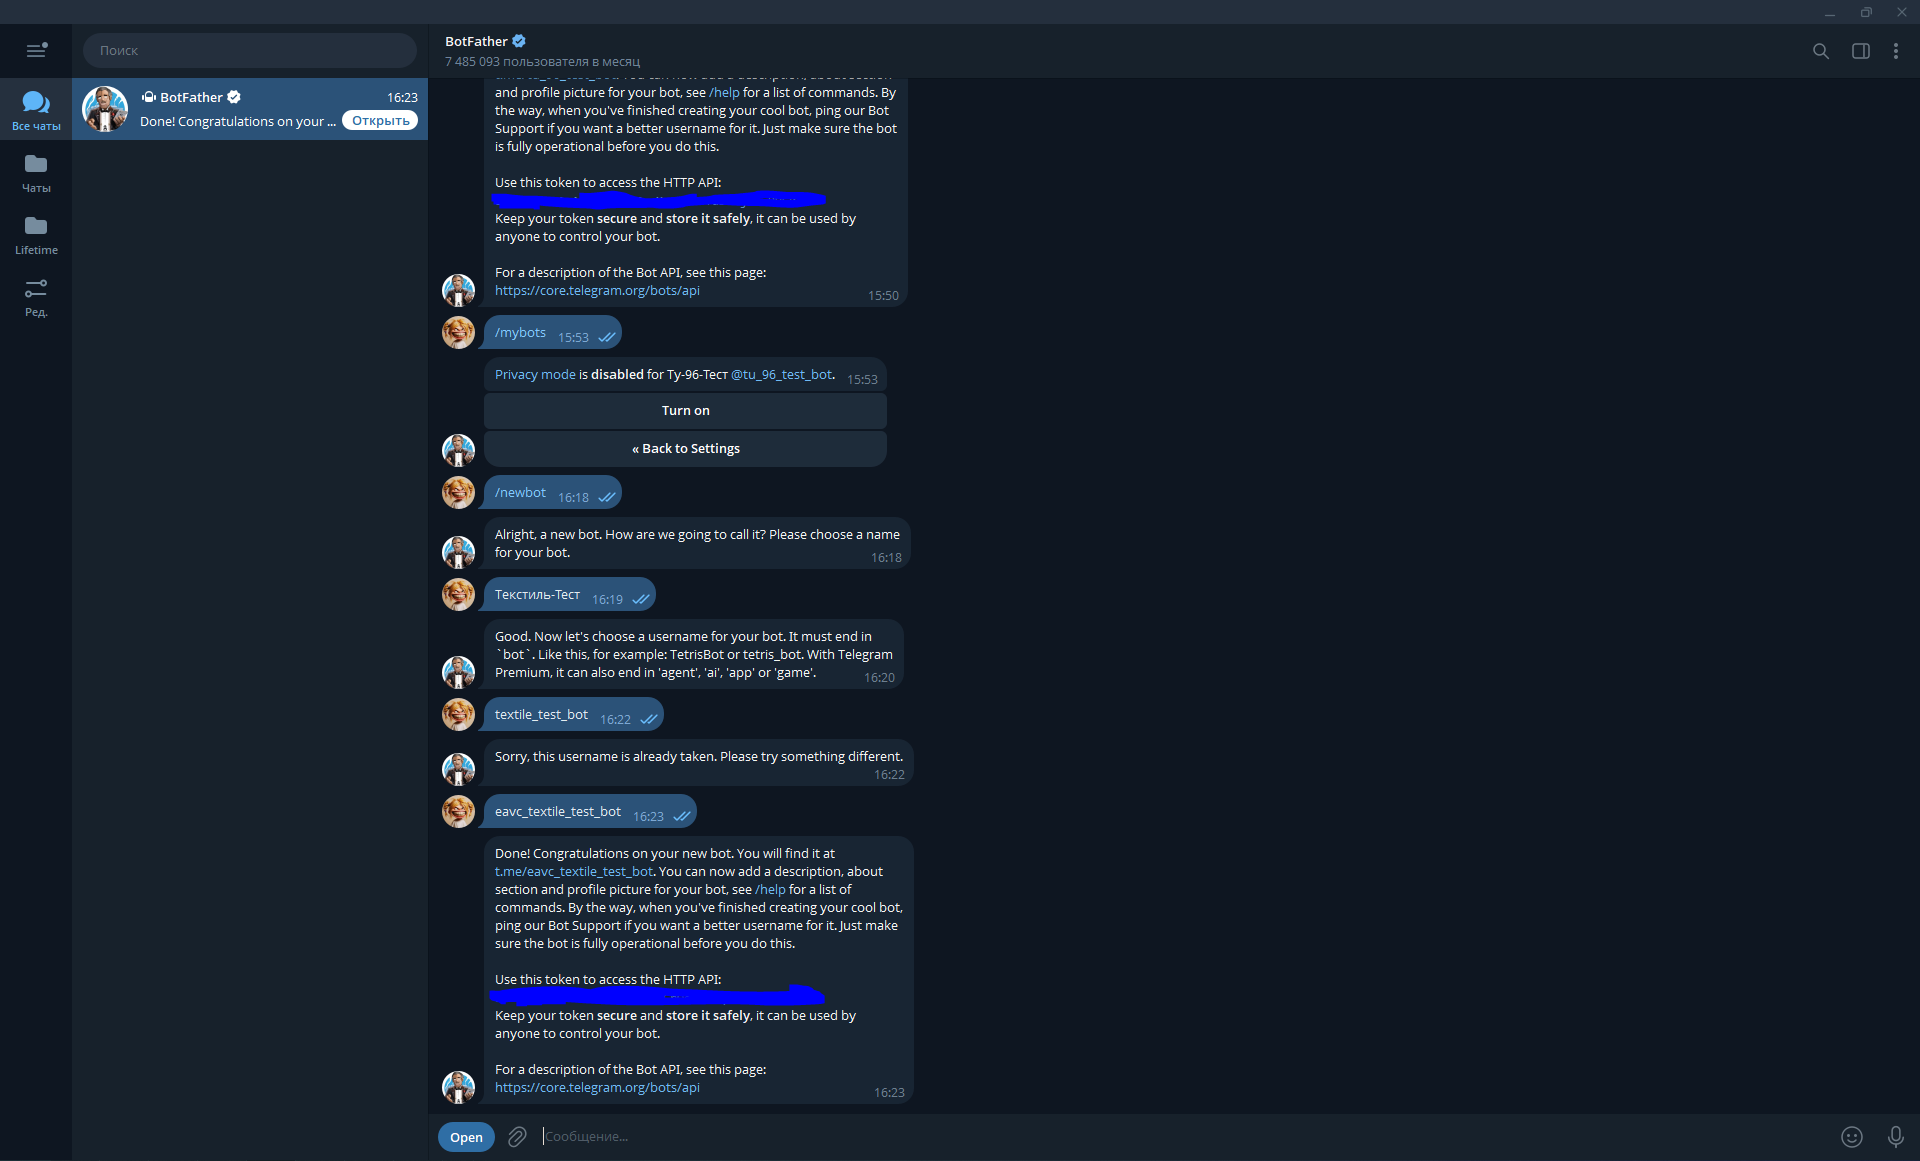 Поиск
Все чаты
Чаты
Lifetime
Ред.
BotFather
16:23
Done! Congratulations on your ...
Открыть
BotFather
7 485 093 пользователя в месяц
and profile picture for your bot, see /help for a list of commands. By
the way, when you've finished creating your cool bot, ping our Bot
Support if you want a better username for it. Just make sure the bot
is fully operational before you do this.
Use this token to access the HTTP API:
Keep your token secure and store it safely, it can be used by
anyone to control your bot.
For a description of the Bot API, see this page:
https://core.telegram.org/bots/api
15:50
/mybots 15:53
Privacy mode is disabled for Ту-96-Тест @tu_96_test_bot. 15:53
Turn on
« Back to Settings
/newbot 16:18
Alright, a new bot. How are we going to call it? Please choose a name
for your bot.
16:18
Текстиль-Тест 16:19
Good. Now let's choose a username for your bot. It must end in
`bot`. Like this, for example: TetrisBot or tetris_bot. With Telegram
Premium, it can also end in 'agent', 'ai', 'app' or 'game'.
16:20
textile_test_bot 16:22
Sorry, this username is already taken. Please try something different.
16:22
eavc_textile_test_bot 16:23
Done! Congratulations on your new bot. You will find it at
t.me/eavc_textile_test_bot. You can now add a description, about
section and profile picture for your bot, see /help for a list of
commands. By the way, when you've finished creating your cool bot,
ping our Bot Support if you want a better username for it. Just make
sure the bot is fully operational before you do this.
Use this token to access the HTTP API:
Keep your token secure and store it safely, it can be used by
anyone to control your bot.
For a description of the Bot API, see this page:
https://core.telegram.org/bots/api
16:23
Open
Сообщение...